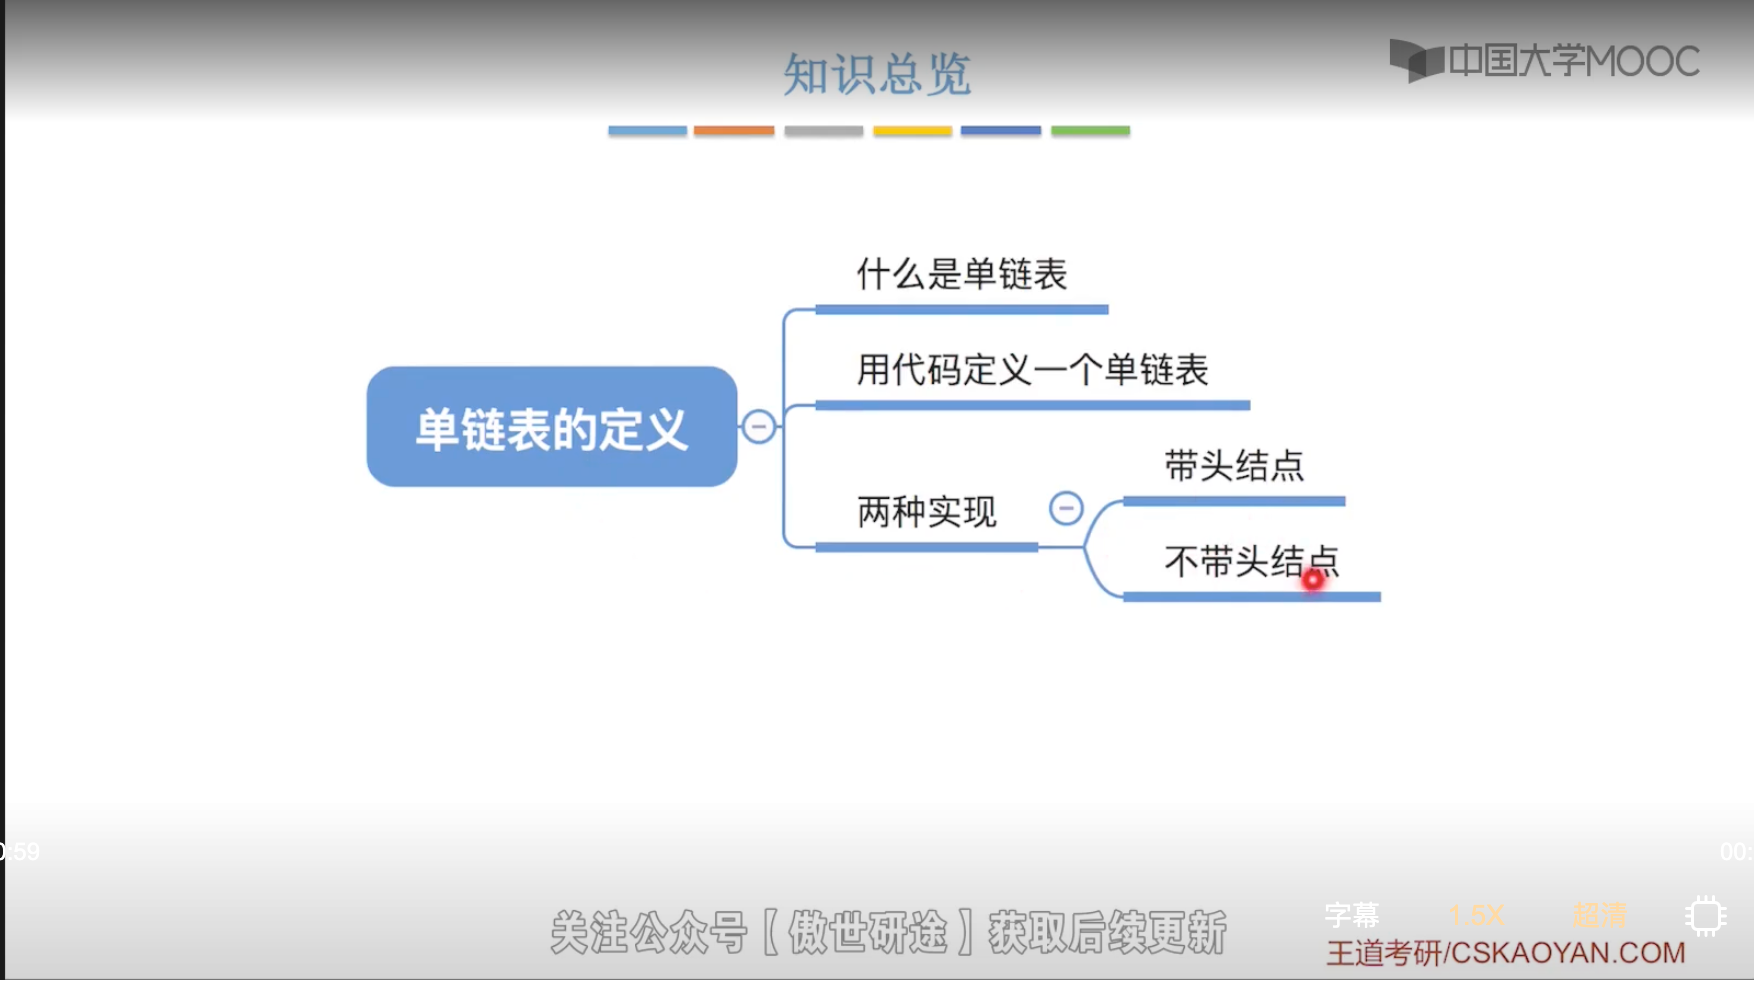 中国大学MOOC
知识总览
什么是单链表
用代码定义一个单链表
单链表的定义
两种实现
带头结点
不带头结点
:59
00:
字幕 1.5X 超清
关注公众号【傲世研途】获取后续更新
王道考研/CSKAOYAN.COM